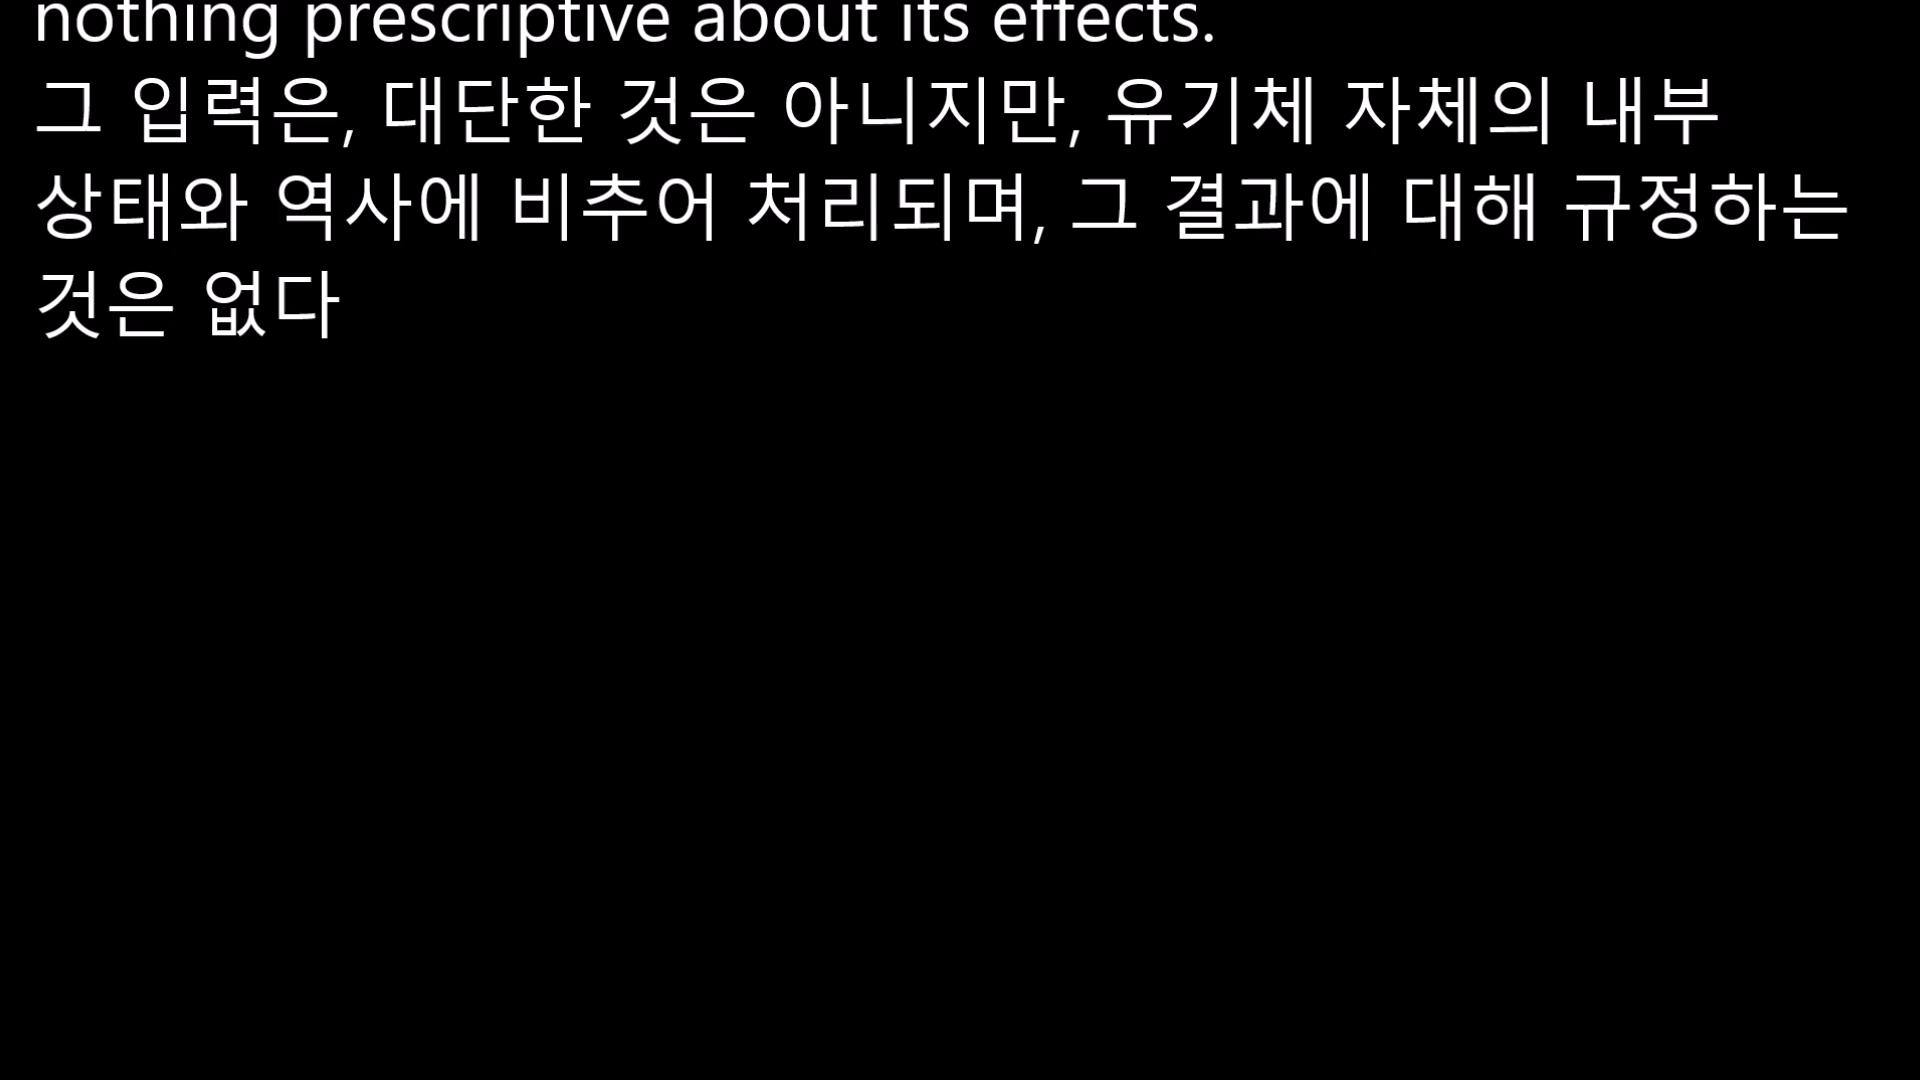 nothing prescriptive about its effects.
그 입력은, 대단한 것은 아니지만, 유기체 자체의 내부
상태와 역사에 비추어 처리되며, 그 결과에 대해 규정하는
것은 없다